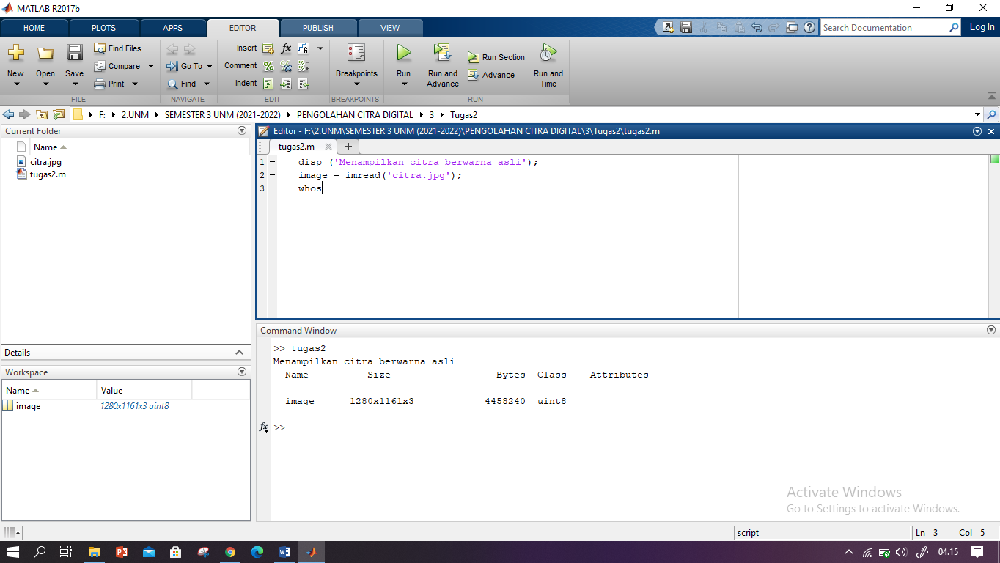 MATLAB R2017b
HOME PLOTS APPS EDITOR PUBLISH VIEW
Search Documentation
Log In
New Open Save
Find Files
Compare
Print
Go To
Find
Insert
Comment
Indent
fx
Breakpoints
Run
Run and Advance
Run Section
Advance
Run and Time
FILE NAVIGATE EDIT BREAKPOINTS RUN
F: 2.UNM SEMESTER 3 UNM (2021-2022) PENGOLAHAN CITRA DIGITAL 3 Tugas2
Current Folder
Name
citra.jpg
tugas2.m
Details
Workspace
Name Value
image 1280x1161x3 uint8
Editor - F:\2.UNM\SEMESTER 3 UNM (2021-2022)\PENGOLAHAN CITRA DIGITAL\3\Tugas2\tugas2.m
tugas2.m
1 – disp ('Menampilkan citra berwarna asli');
2 – image = imread('citra.jpg');
3 – whos
Command Window
>> tugas2
Menampilkan citra berwarna asli
Name Size Bytes Class Attributes
image 1280x1161x3 4458240 uint8
fx >>
Activate Windows
Go to Settings to activate Windows.
script
Ln 3 Col 5
04.15